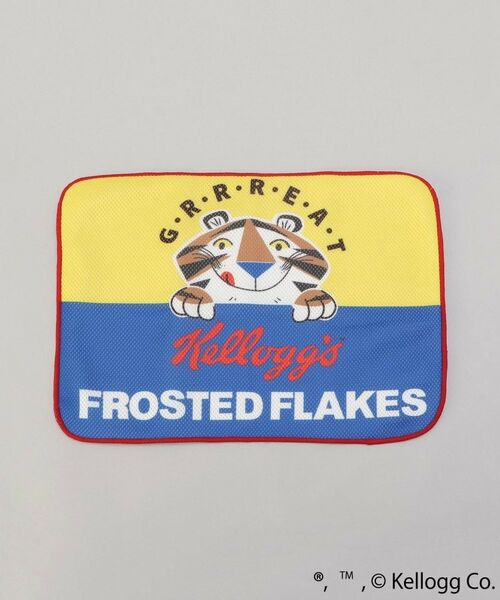 G·R·R·R·E·A·T
Kellogg's
FROSTED FLAKES
®, ™, © Kellogg Co.